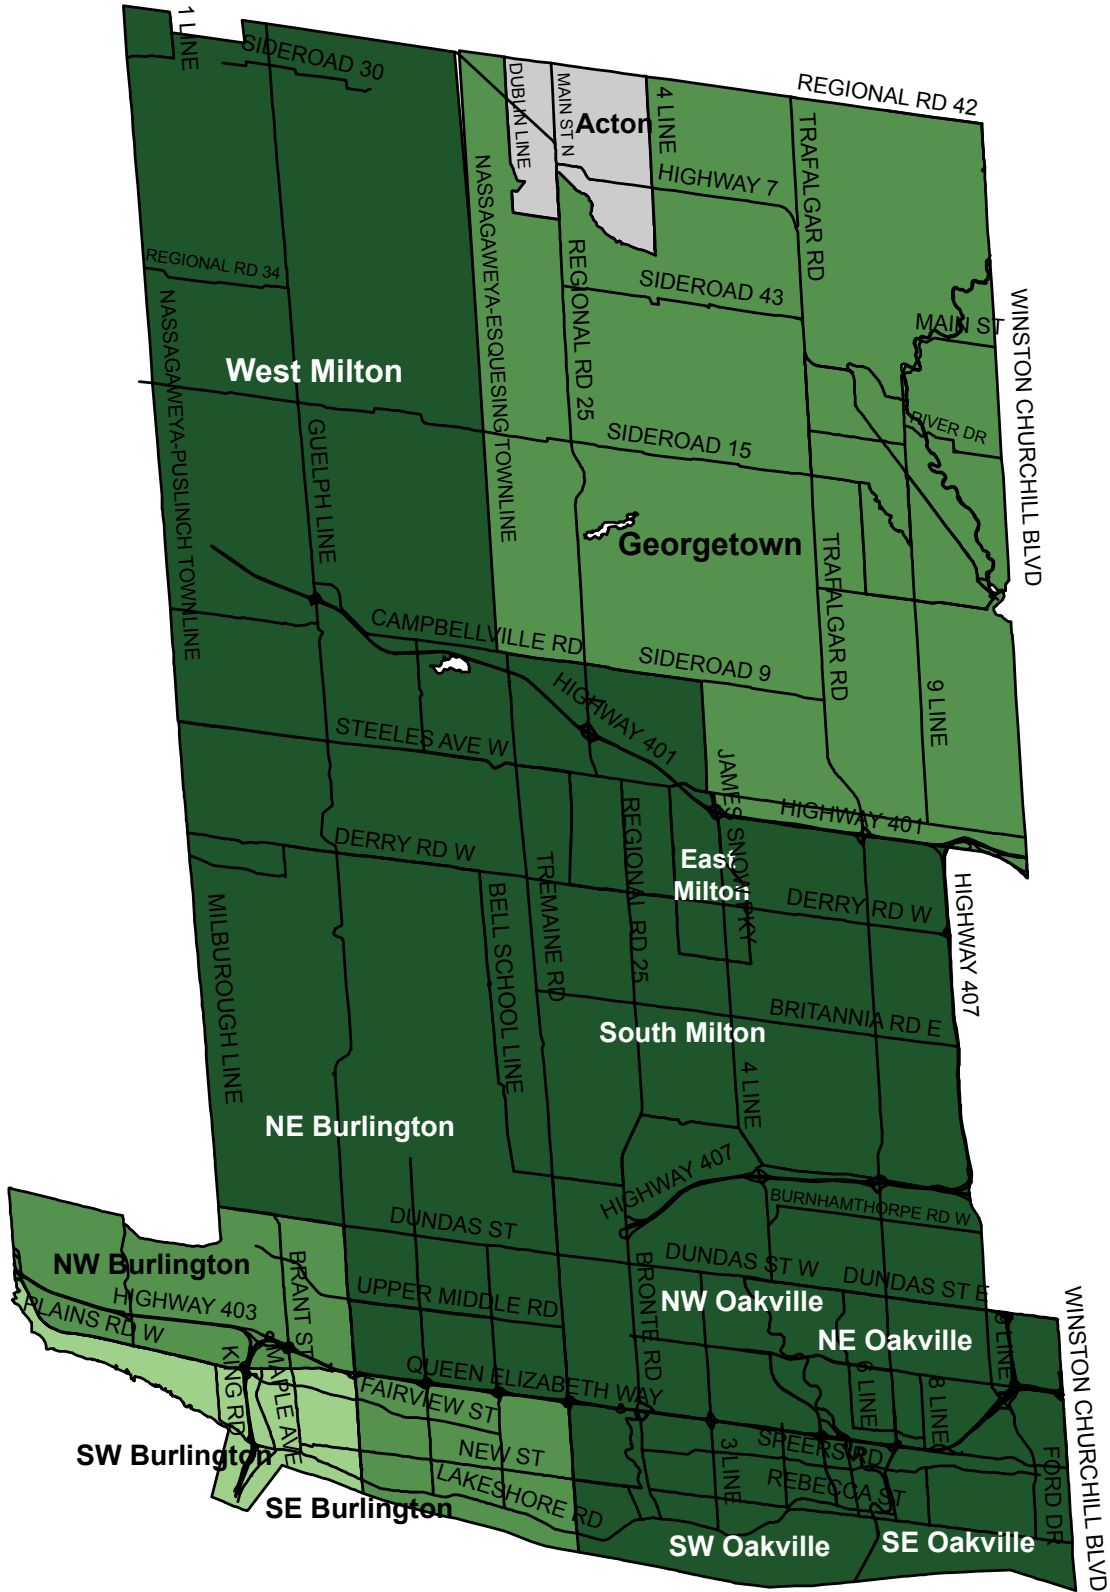 1 LINE
SIDEROAD 30
DUBLIN LINE
MAIN ST N
Acton
4 LINE
REGIONAL RD 42
HIGHWAY 7
TRAFALGAR RD
NASSAGAWEYA-ESQUESING TOWNLINE
REGIONAL RD 25
REGIONAL RD 34
SIDEROAD 43
MAIN ST
WINSTON CHURCHILL BLVD
NASSAGAWEYA-PUSLINCH TOWNLINE
West Milton
GUELPH LINE
SIDEROAD 15
RIVER DR
Georgetown
TRAFALGAR RD
CAMPBELLVILLE RD
SIDEROAD 9
9 LINE
HIGHWAY 401
STEELES AVE W
JAMES SNOW PKY
HIGHWAY 401
REGIONAL RD 25
DERRY RD W
East
Milton
TREMAINE RD
BELL SCHOOL LINE
DERRY RD W
HIGHWAY 407
MILBOROUGH LINE
BRITANNIA RD E
South Milton
4 LINE
NE Burlington
HIGHWAY 407
BURNHAMTHORPE RD W
DUNDAS ST
DUNDAS ST W
DUNDAS ST E
NW Burlington
BRANT ST
UPPER MIDDLE RD
BRONTE RD
NW Oakville
HIGHWAY 403
PLAINS RD W
NE Oakville
9 LINE
WINSTON CHURCHILL BLVD
KING RD
MAPLE AVE
QUEEN ELIZABETH WAY
FAIRVIEW ST
6 LINE
8 LINE
SW Burlington
NEW ST
3 LINE
SPEERS RD
FORD DR
LAKESHORE RD
REBECCA ST
SE Burlington
SW Oakville
SE Oakville